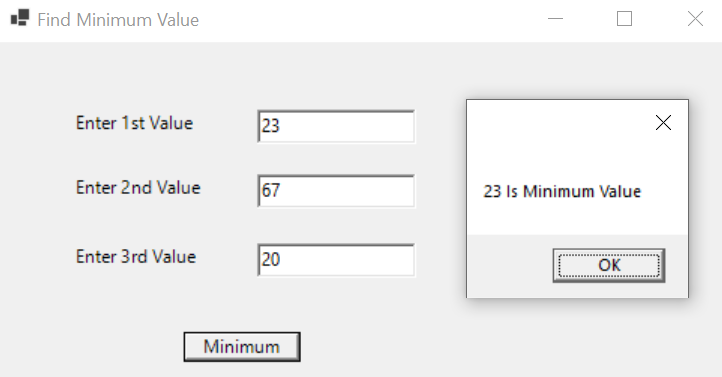 Find Minimum Value
Enter 1st Value
23
Enter 2nd Value
67
Enter 3rd Value
20
Minimum
23 Is Minimum Value
OK